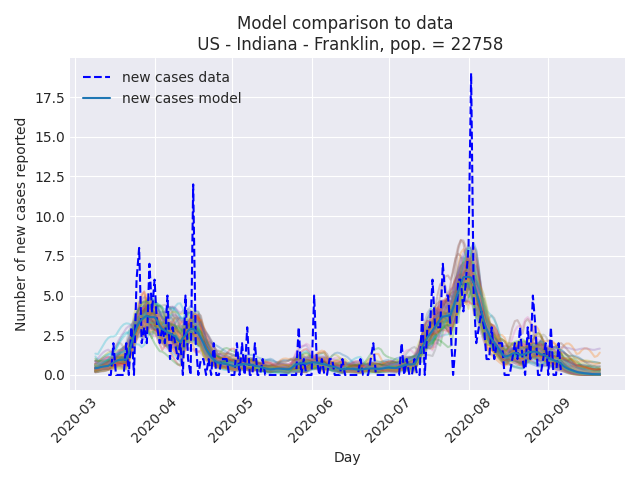 Model comparison to data
US - Indiana - Franklin, pop. = 22758
new cases data
new cases model
Number of new cases reported
17.5
15.0
12.5
10.0
7.5
5.0
2.5
0.0
2020-03
2020-04
2020-05
2020-06
2020-07
2020-08
2020-09
Day